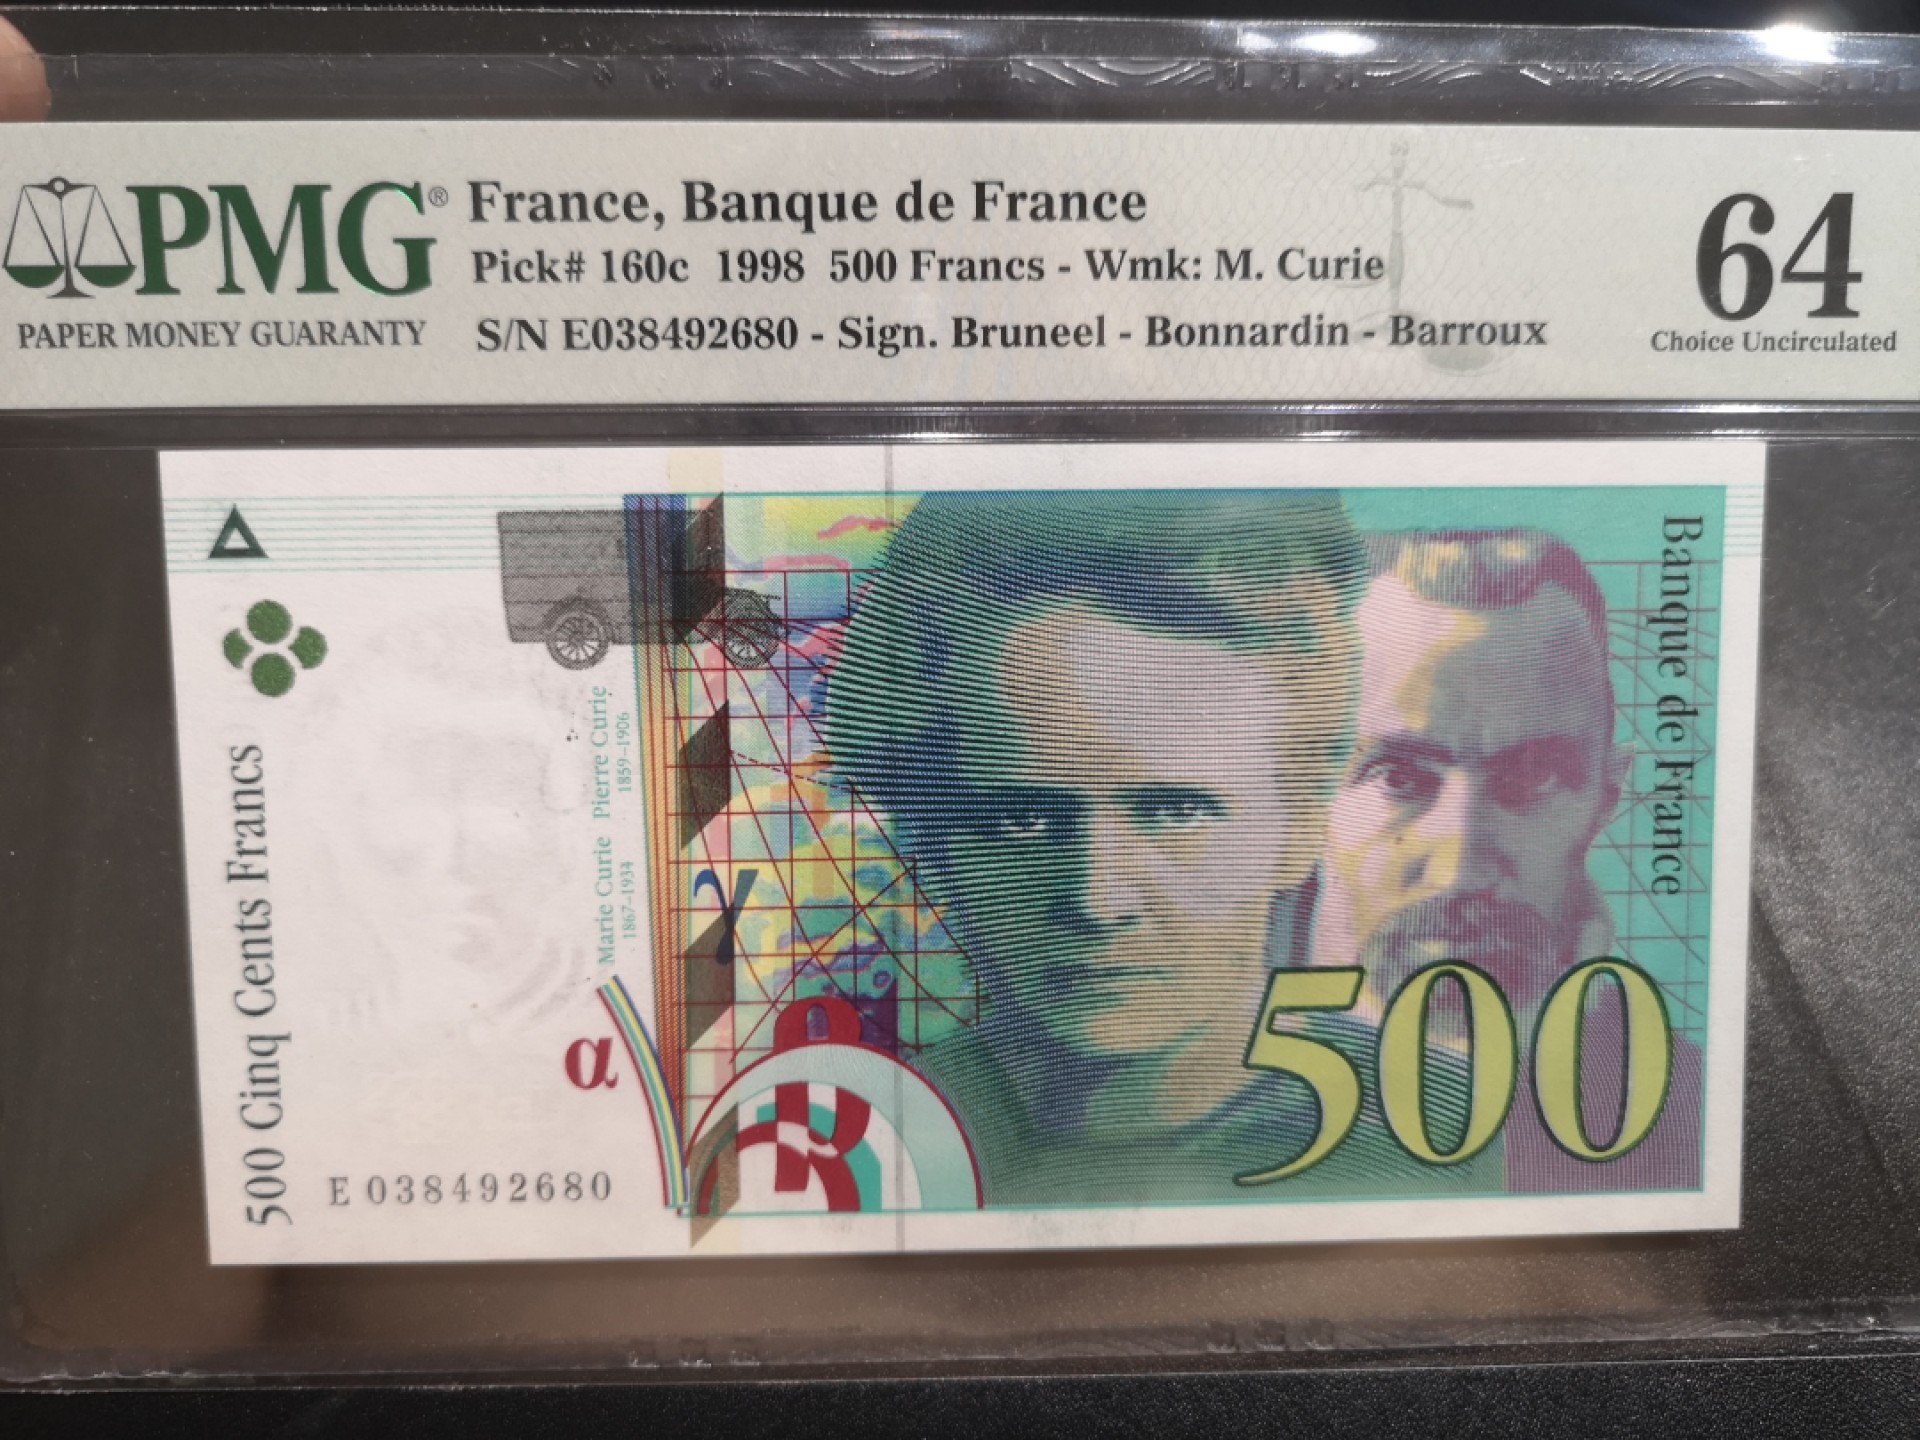 PMG®
PAPER MONEY GUARANTY
France, Banque de France
Pick# 160c 1998 500 Francs - Wmk: M. Curie
S/N E038492680 - Sign. Bruneel - Bonnardin - Barroux
64
Choice Uncirculated
500 Cinq Cents Francs
E 038492680
Marie Curie Pierre Curie
1867-1934 1859-1906
α
γ
500
Banque de France